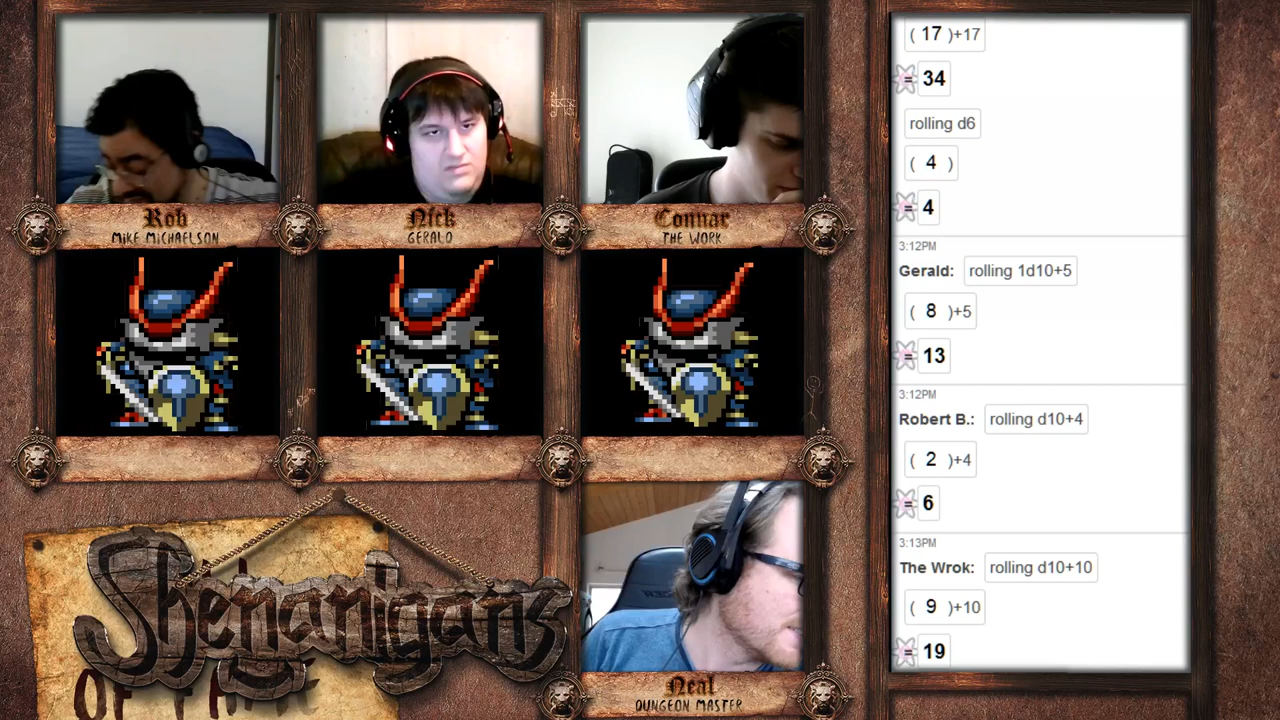 Rob
MIKE MICHAELSON
Nick
GERALD
Connar
THE WORK
Shenanigans
OF FATE
Neal
DUNGEON MASTER
( 17 )+17
= 34
rolling d6
( 4 )
= 4
3:12PM
Gerald: rolling 1d10+5
( 8 )+5
= 13
3:12PM
Robert B.: rolling d10+4
( 2 )+4
= 6
3:13PM
The Wrok: rolling d10+10
( 9 )+10
= 19